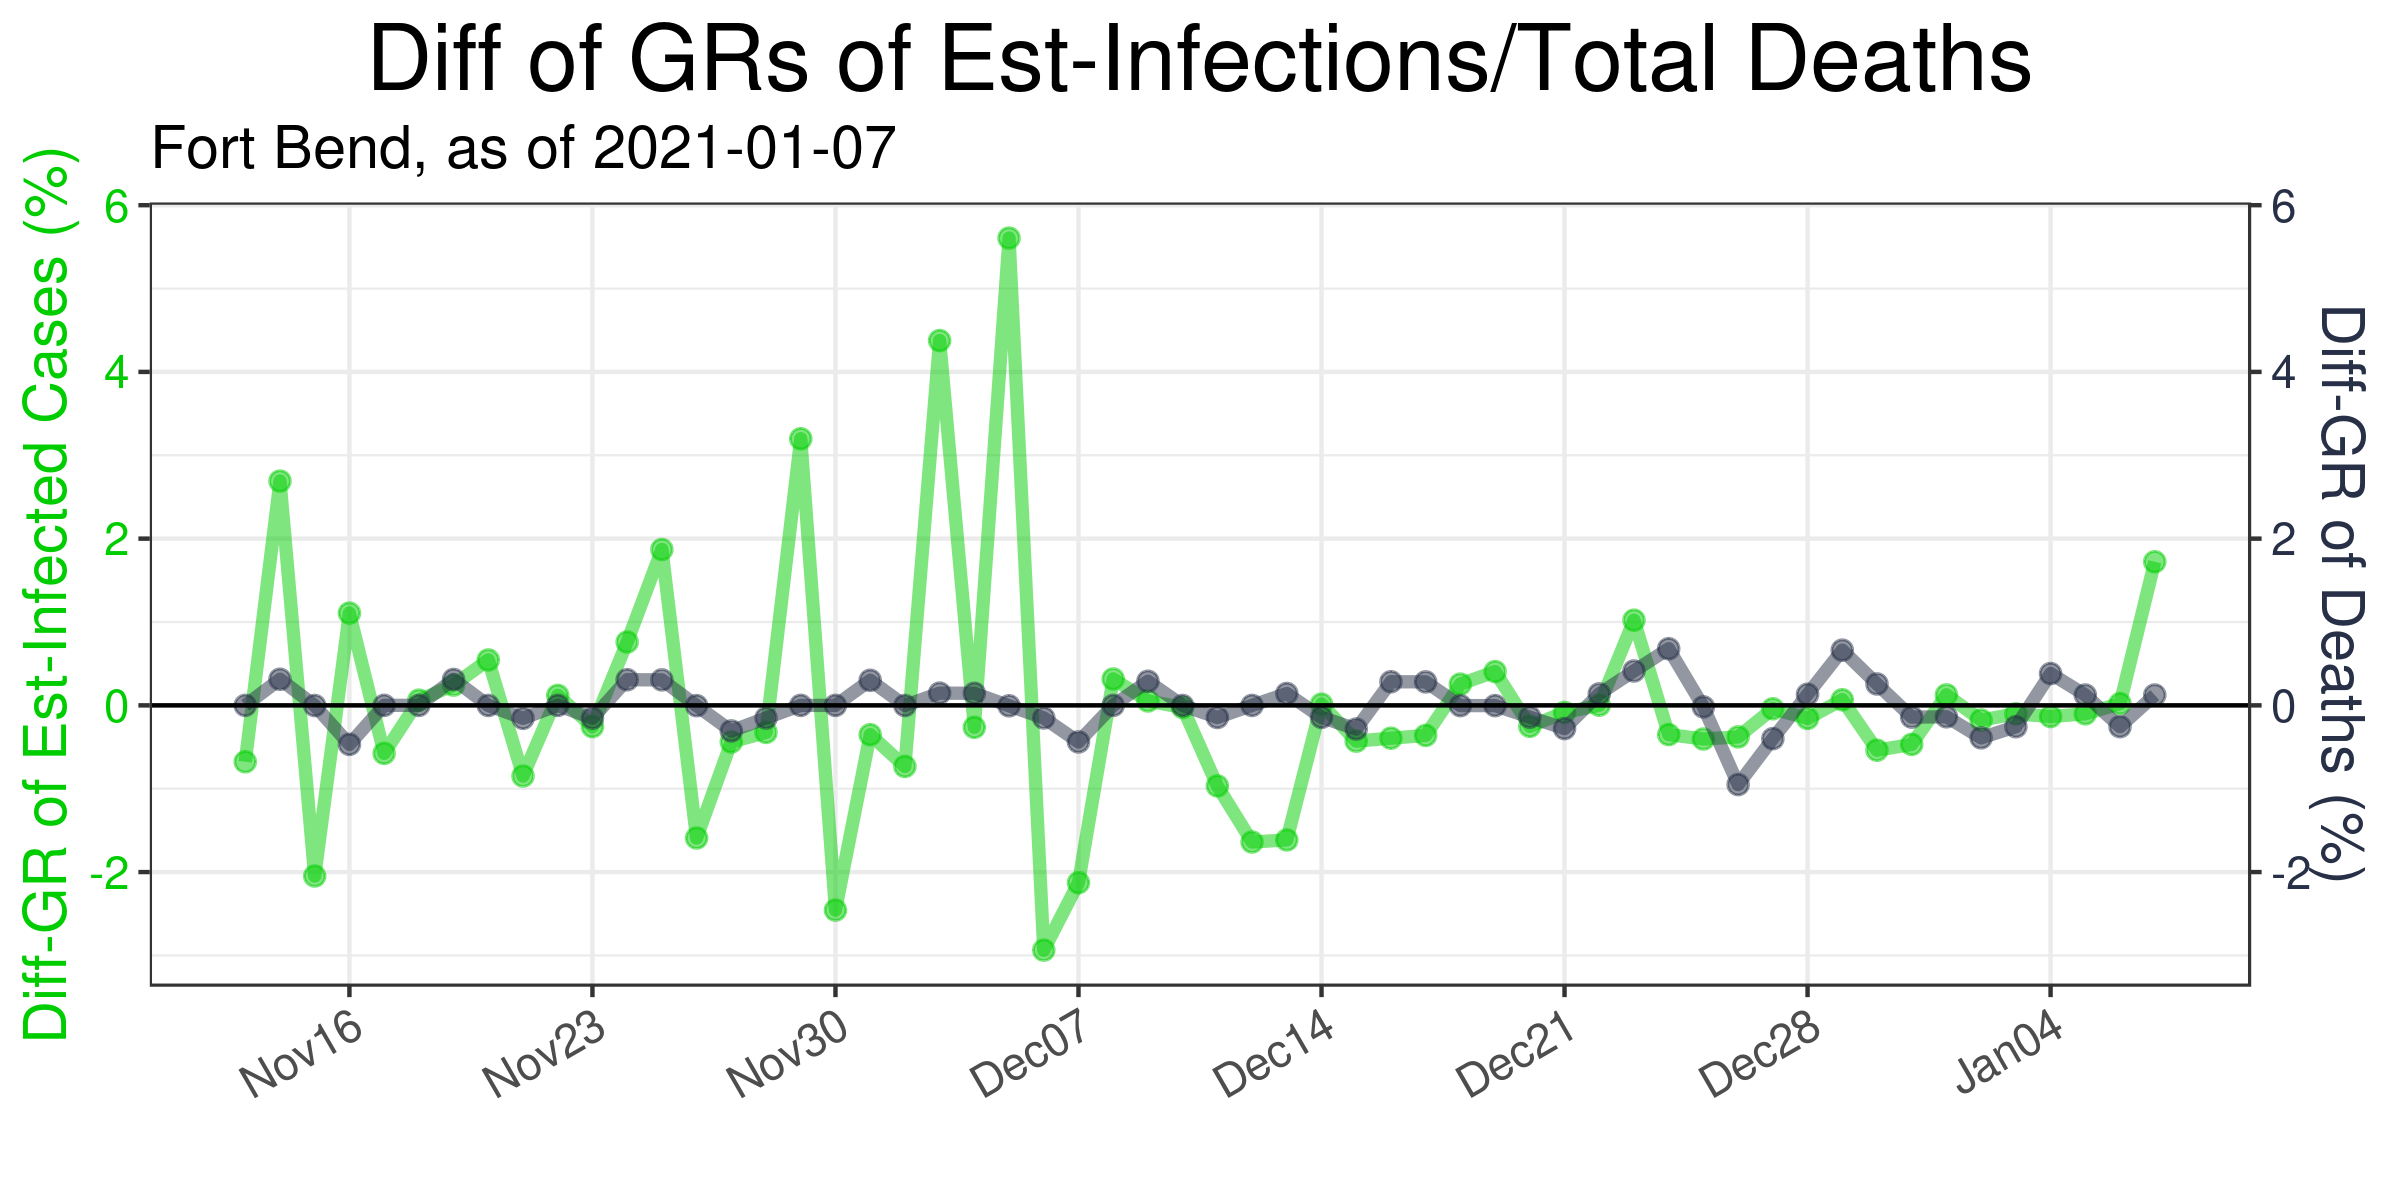 Diff of GRs of Est-Infections/Total Deaths
Fort Bend, as of 2021-01-07
Diff-GR of Est-Infected Cases (%)
6
4
2
0
-2
6
4
2
0
-2
Diff-GR of Deaths (%)
Nov16
Nov23
Nov30
Dec07
Dec14
Dec21
Dec28
Jan04